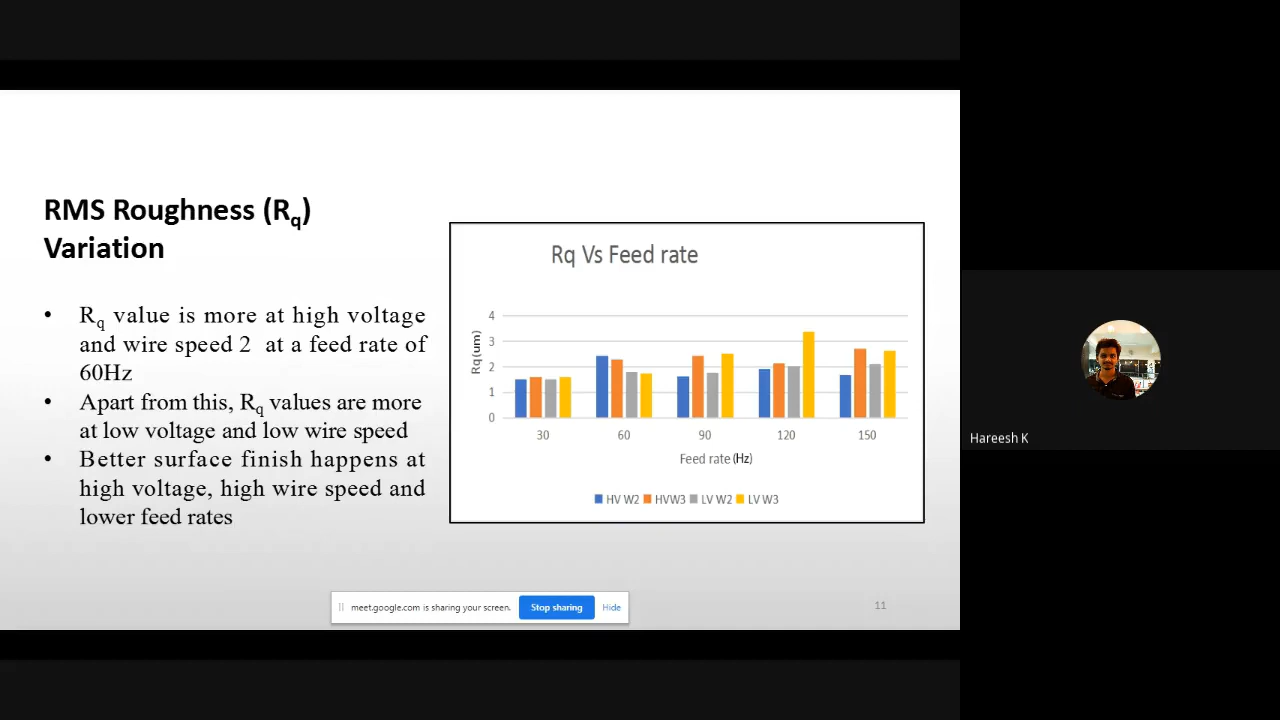 RMS Roughness (Rq)
Variation
• Rq value is more at high voltage
and wire speed 2 at a feed rate of
60Hz
• Apart from this, Rq values are more
at low voltage and low wire speed
• Better surface finish happens at
high voltage, high wire speed and
lower feed rates
Rq Vs Feed rate
Rq(um)
4
3
2
1
0
30 60 90 120 150
Feed rate (Hz)
HV W2 HVW3 LV W2 LV W3
meet.google.com is sharing your screen. Stop sharing Hide
11
Hareesh K